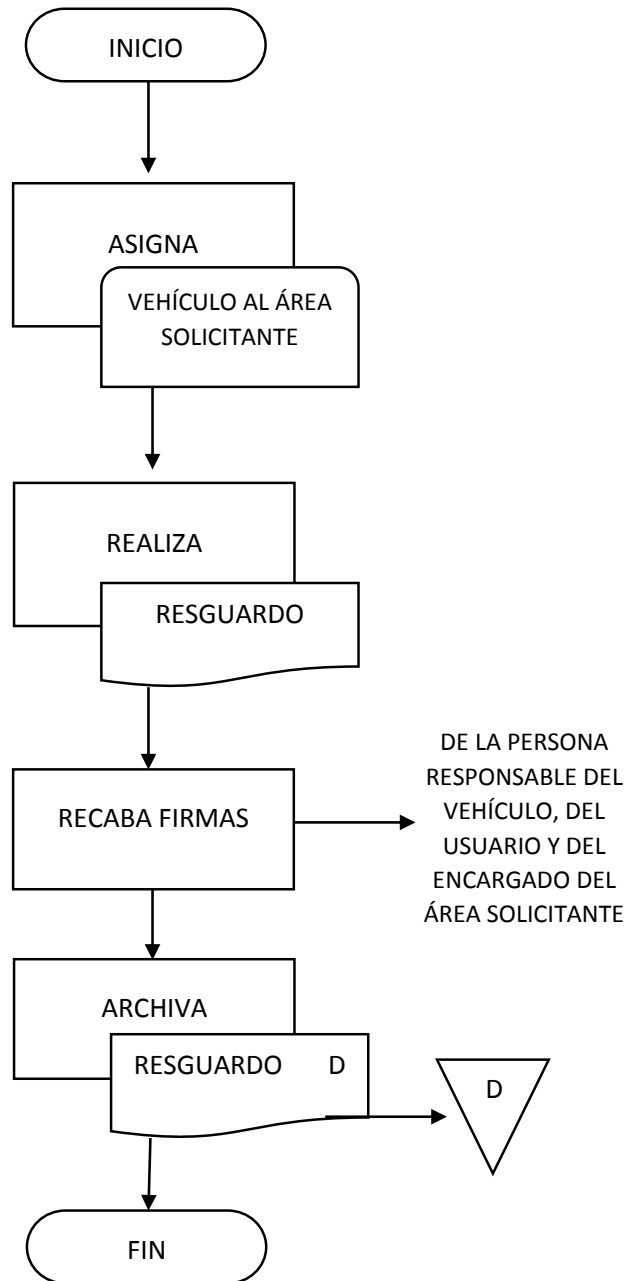 INICIO
ASIGNA
VEHÍCULO AL ÁREA
SOLICITANTE
REALIZA
RESGUARDO
RECABA FIRMAS
DE LA PERSONA
RESPONSABLE DEL
VEHÍCULO, DEL
USUARIO Y DEL
ENCARGADO DEL
ÁREA SOLICITANTE
ARCHIVA
RESGUARDO D
D
FIN